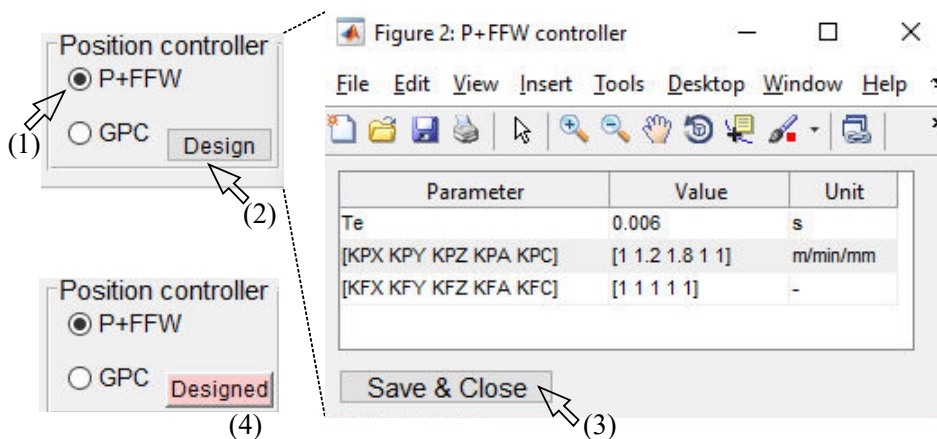 Position controller
P+FFW
(1)
GPC
Design
(2)
Figure 2: P+FFW controller
File Edit View Insert Tools Desktop Window Help
Parameter Value Unit
Te 0.006 s
[KPX KPY KPZ KPA KPC] [1 1.2 1.8 1 1] m/min/mm
[KFX KFY KFZ KFA KFC] [1 1 1 1 1] -
Save & Close
(3)
Position controller
P+FFW
GPC
Designed
(4)